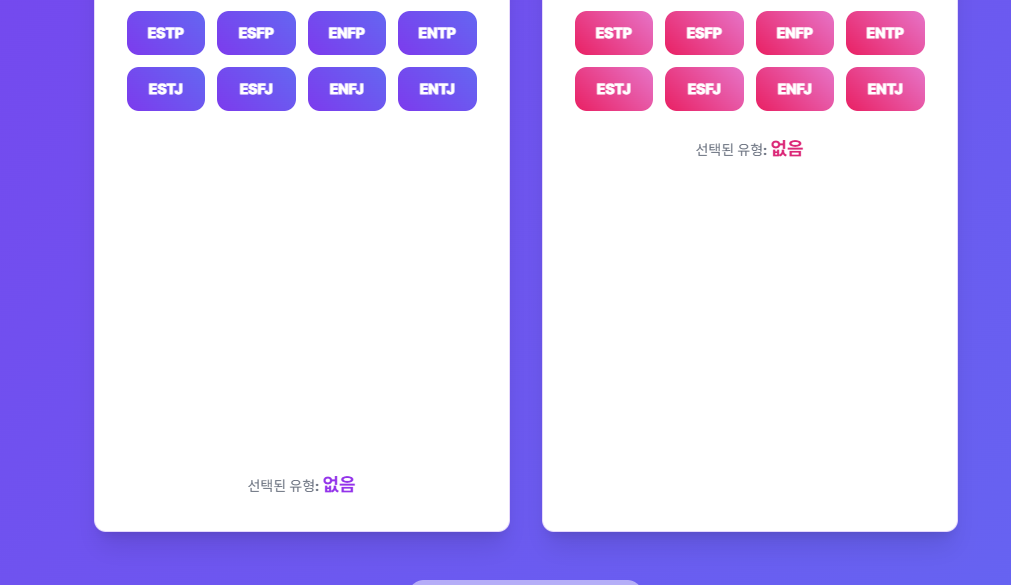 ESTP ESFP ENFP ENTP
ESTJ ESFJ ENFJ ENTJ
선택된 유형: 없음
ESTP ESFP ENFP ENTP
ESTJ ESFJ ENFJ ENTJ
선택된 유형: 없음